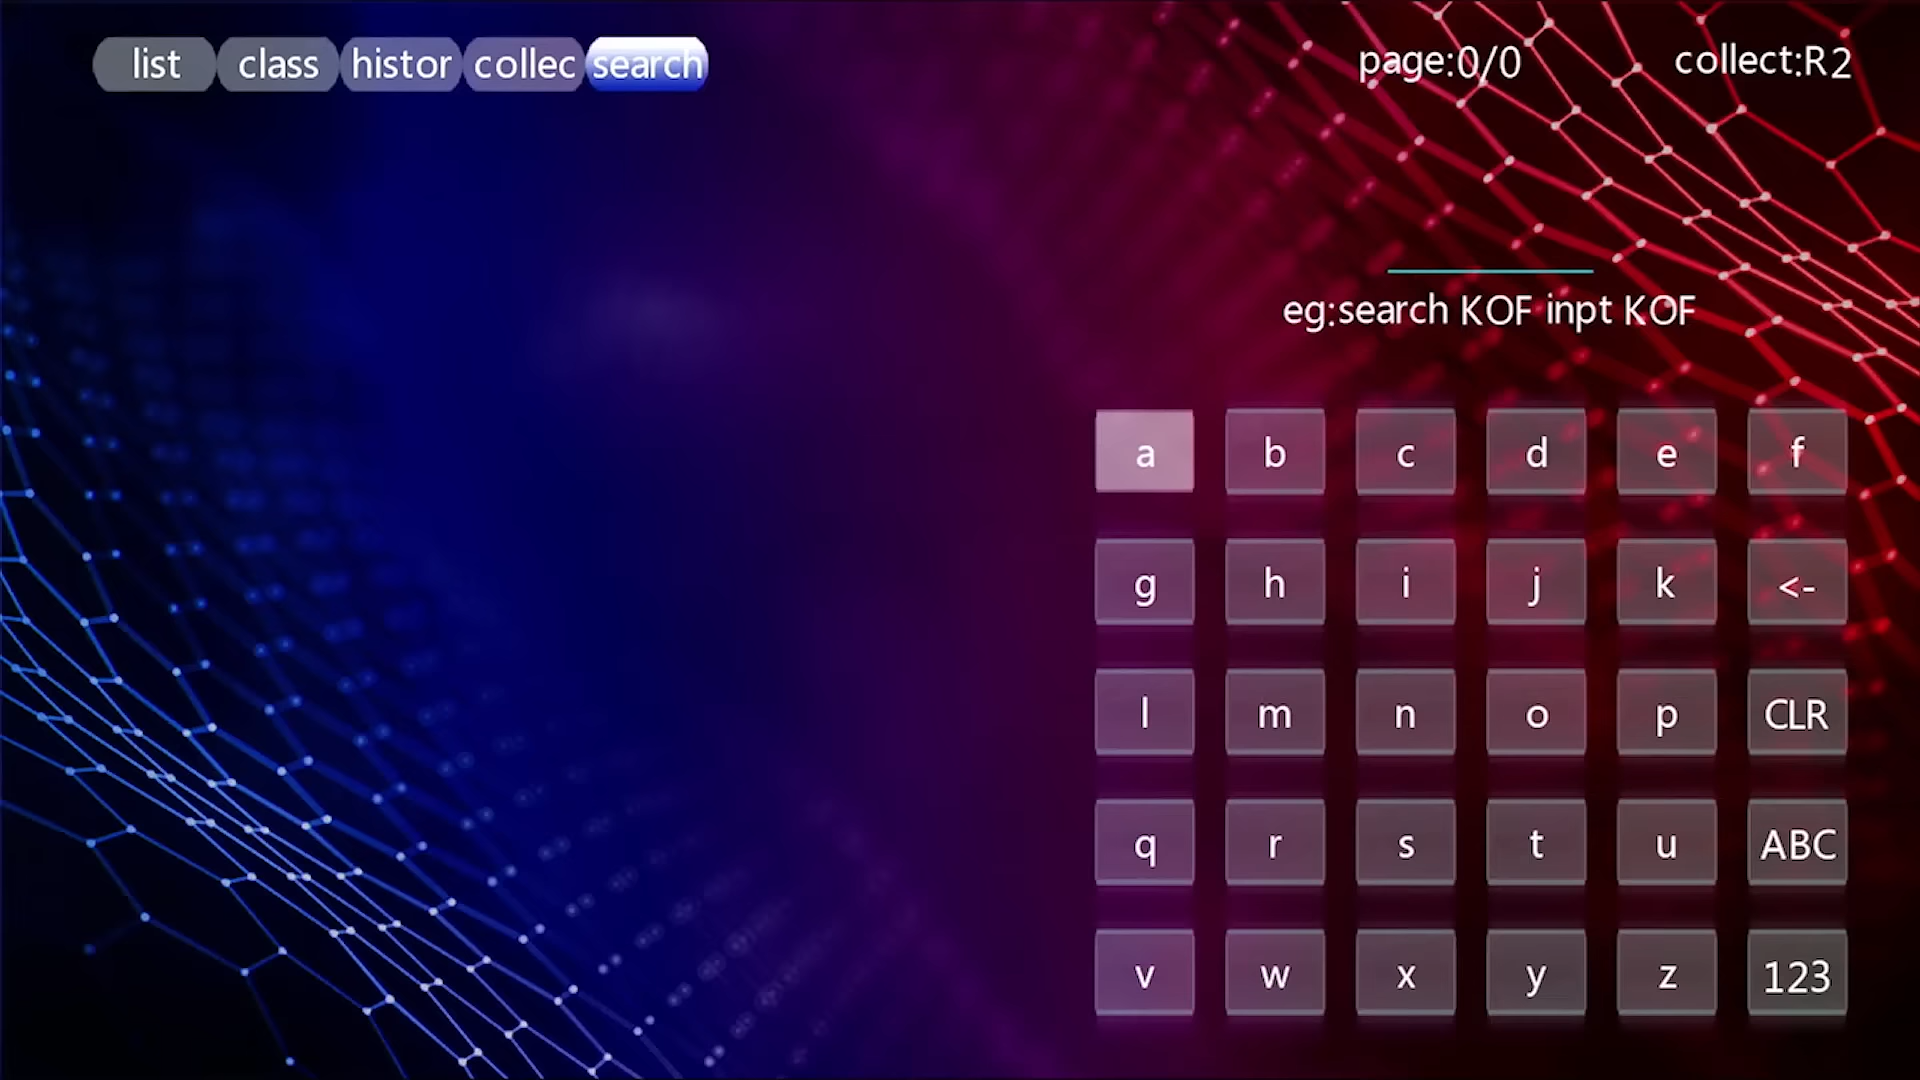 list class histor collec search page:0/0 collect:R2
eg:search KOF inpt KOF
a b c d e f
g h i j k <-
l m n o p CLR
q r s t u ABC
v w x y z 123